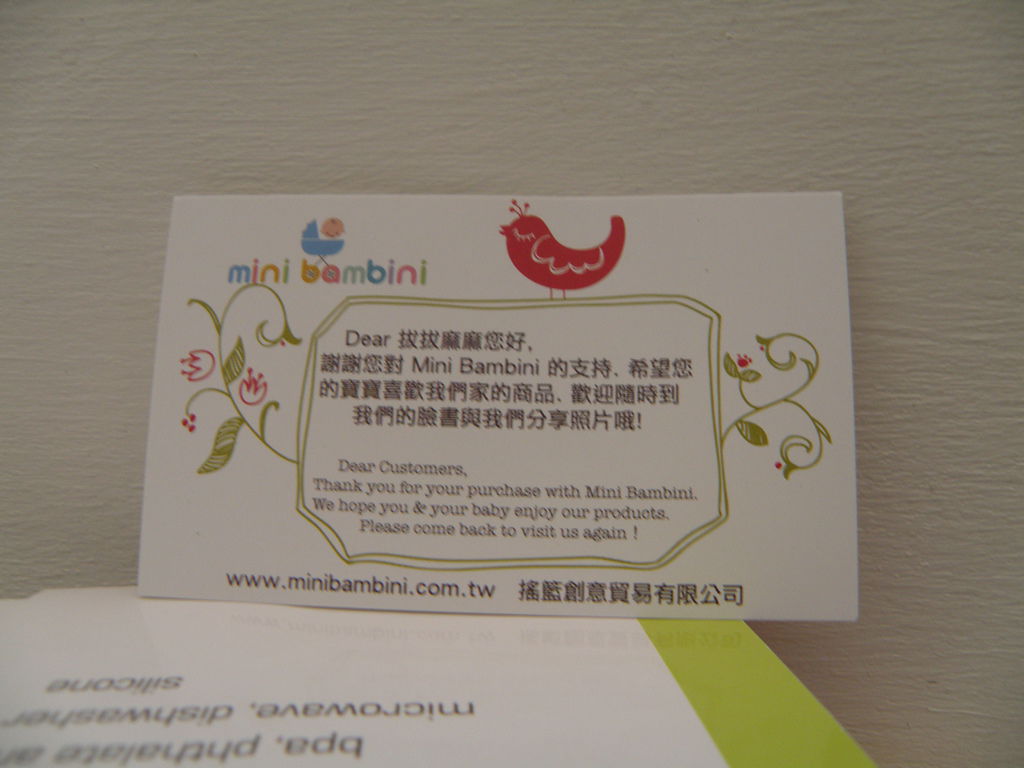 mini bambini
Dear 拔拔麻麻您好,
謝謝您對 Mini Bambini 的支持. 希望您
的寶寶喜歡我們家的商品. 歡迎隨時到
我們的臉書與我們分享照片哦!
Dear Customers,
Thank you for your purchase with Mini Bambini.
We hope you & your baby enjoy our products.
Please come back to visit us again !
www.minibambini.com.tw 搖籃創意貿易有限公司
bpa, phthalate
microwave, dishwasher
silicone